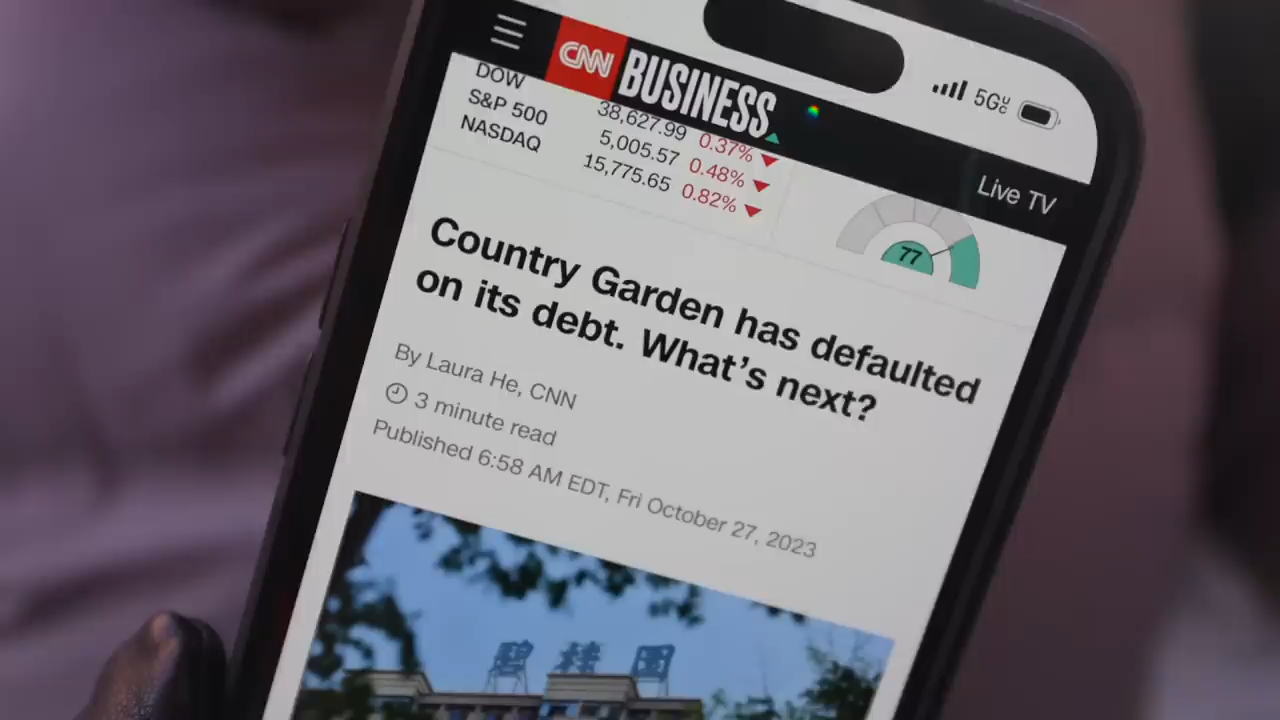 CNN BUSINESS
5GUC
Live TV
DOW 38,627.99 0.37%
S&P 500 5,005.57 0.48%
NASDAQ 15,775.65 0.82%
77
Country Garden has defaulted
on its debt. What's next?
By Laura He, CNN
3 minute read
Published 6:58 AM EDT, Fri October 27, 2023
碧桂园